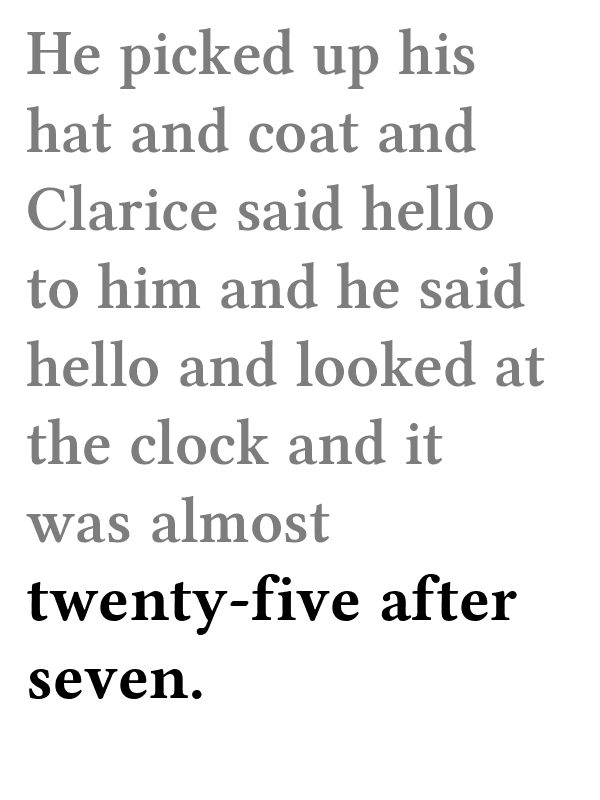 He picked up his
hat and coat and
Clarice said hello
to him and he said
hello and looked at
the clock and it
was almost
twenty-five after
seven.